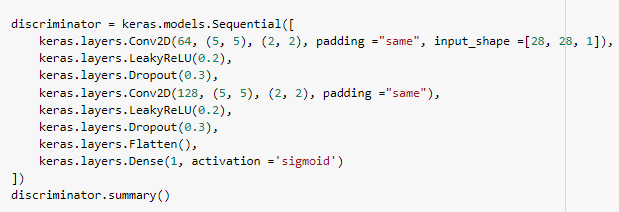 discriminator = keras.models.Sequential([
    keras.layers.Conv2D(64, (5, 5), (2, 2), padding ="same", input_shape =[28, 28, 1]),
    keras.layers.LeakyReLU(0.2),
    keras.layers.Dropout(0.3),
    keras.layers.Conv2D(128, (5, 5), (2, 2), padding ="same"),
    keras.layers.LeakyReLU(0.2),
    keras.layers.Dropout(0.3),
    keras.layers.Flatten(),
    keras.layers.Dense(1, activation ='sigmoid')
])
discriminator.summary()